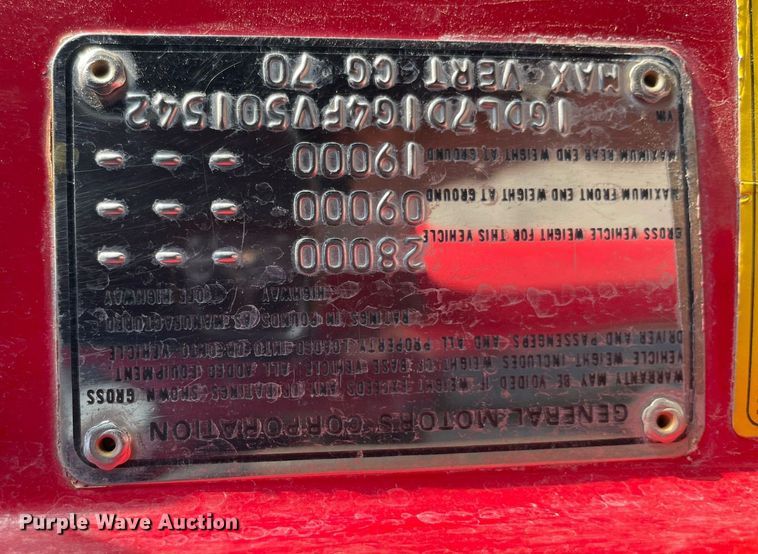 GENERAL MOTORS CORPORATION
WARRANTY MAY BE VOIDED IF WEIGHT EXCEEDS ANY OF RATINGS SHOWN GROSS
VEHICLE WEIGHT INCLUDES WEIGHT OF BASE VEHICLE, ALL ADDED EQUIPMENT,
DRIVER AND PASSENGERS AND ALL PROPERTY LOADED INTO OR ONTO VEHICLE
RATINGS IN POUNDS AS MANUFACTURED
HIGHWAY OFF HIGHWAY
GROSS VEHICLE WEIGHT FOR THIS VEHICLE 28000 - - -
MAXIMUM FRONT END WEIGHT AT GROUND 09000 - - -
MAXIMUM REAR END WEIGHT AT GROUND 19000 - - -
VIN 1GDL7D1G4FV501542
MAX VERT CG 70
Purple Wave Auction